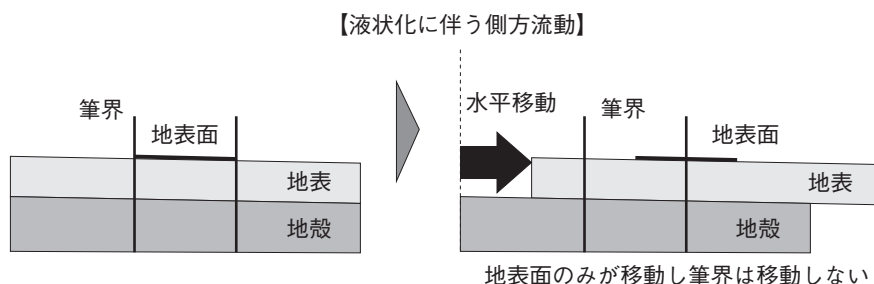 【液状化に伴う側方流動】
筆界
地表面
地表
地殻
水平移動
筆界
地表面
地表
地殻
地表面のみが移動し筆界は移動しない